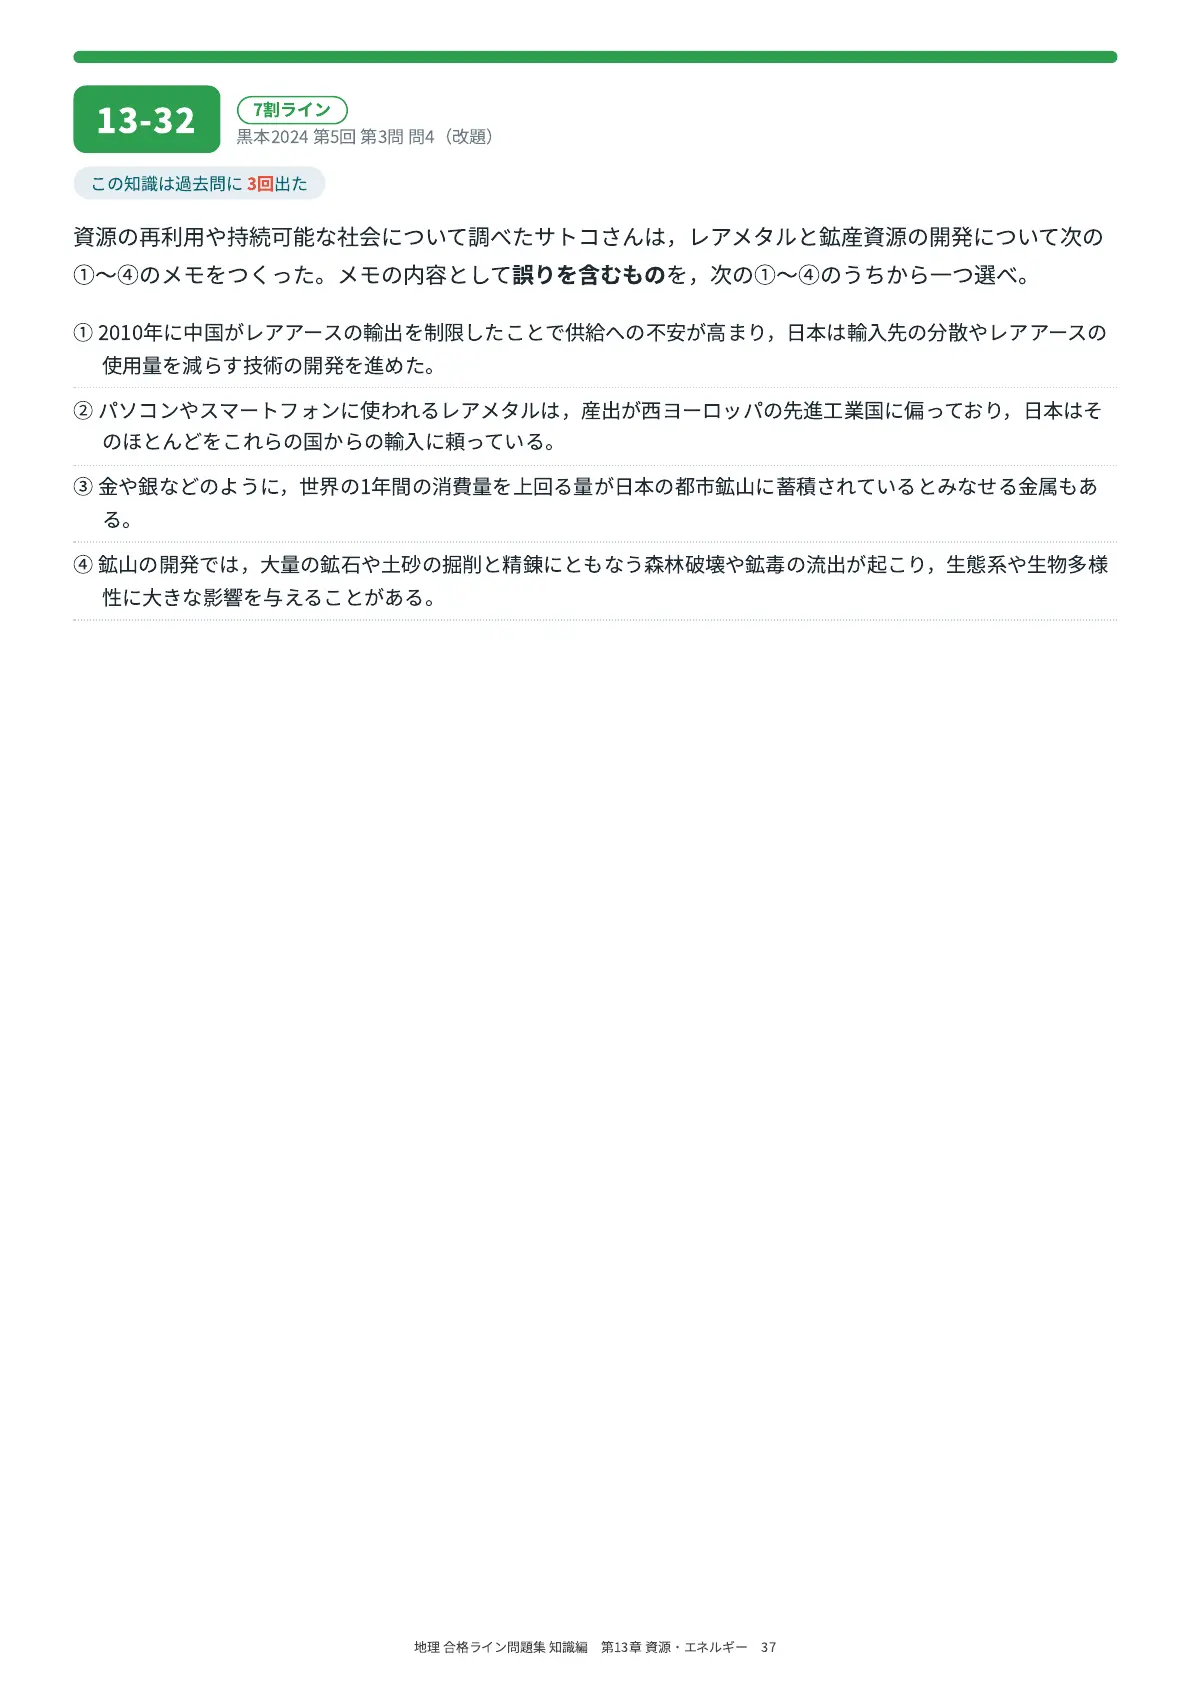 13-32
7割ライン
黒本2024 第5回 第3問 問4（改題）
この知識は過去問に 3回出た
資源の再利用や持続可能な社会について調べたサトコさんは，レアメタルと鉱産資源の開発について次の
①〜④のメモをつくった。メモの内容として誤りを含むものを，次の①〜④のうちから一つ選べ。
① 2010年に中国がレアアースの輸出を制限したことで供給への不安が高まり，日本は輸入先の分散やレアアースの
使用量を減らす技術の開発を進めた。
② パソコンやスマートフォンに使われるレアメタルは，産出が西ヨーロッパの先進工業国に偏っており，日本はそ
のほとんどをこれらの国からの輸入に頼っている。
③ 金や銀などのように，世界の1年間の消費量を上回る量が日本の都市鉱山に蓄積されているとみなせる金属もあ
る。
④ 鉱山の開発では，大量の鉱石や土砂の掘削と精錬にともなう森林破壊や鉱毒の流出が起こり，生態系や生物多様
性に大きな影響を与えることがある。
地理 合格ライン問題集 知識編　第13章 資源・エネルギー　37